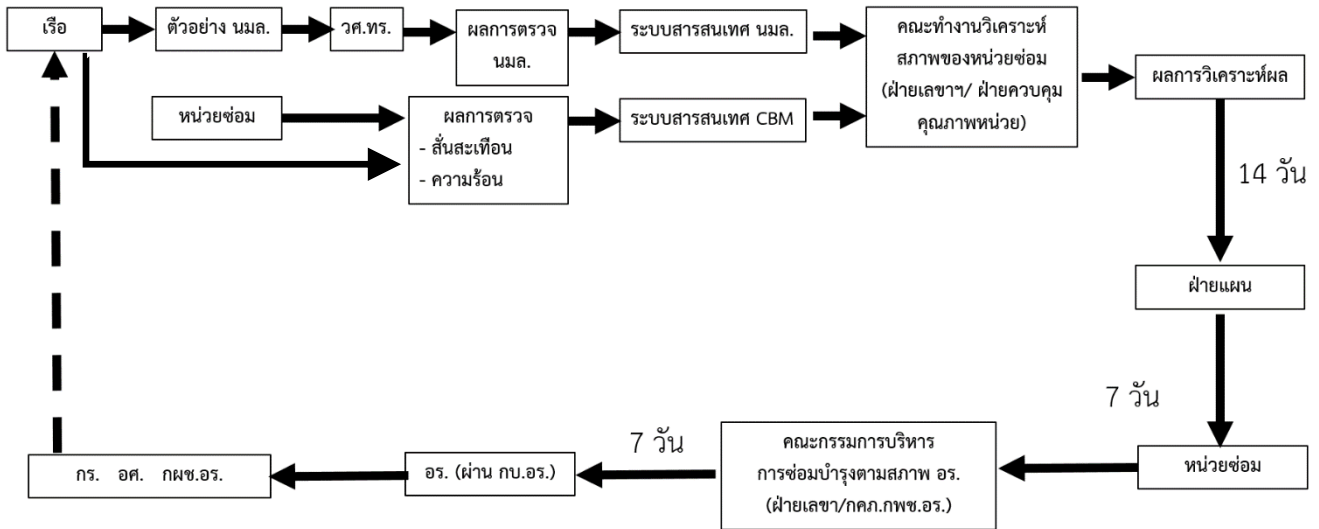 เรือ
ตัวอย่าง นมล.
วศ.ทร.
ผลการตรวจ
นมล.
ระบบสารสนเทศ นมล.
คณะทำงานวิเคราะห์
สภาพของหน่วยซ่อม
(ฝ่ายเลขาฯ/ ฝ่ายควบคุม
คุณภาพหน่วย)
ผลการวิเคราะห์ผล
หน่วยซ่อม
ผลการตรวจ
- สั่นสะเทือน
- ความร้อน
ระบบสารสนเทศ CBM
14 วัน
ฝ่ายแผน
7 วัน
หน่วยซ่อม
คณะกรรมการบริหาร
การซ่อมบำรุงตามสภาพ อร.
(ฝ่ายเลขา/กคภ.กพช.อร.)
7 วัน
อร. (ผ่าน กบ.อร.)
กร. อศ. กผช.อร.